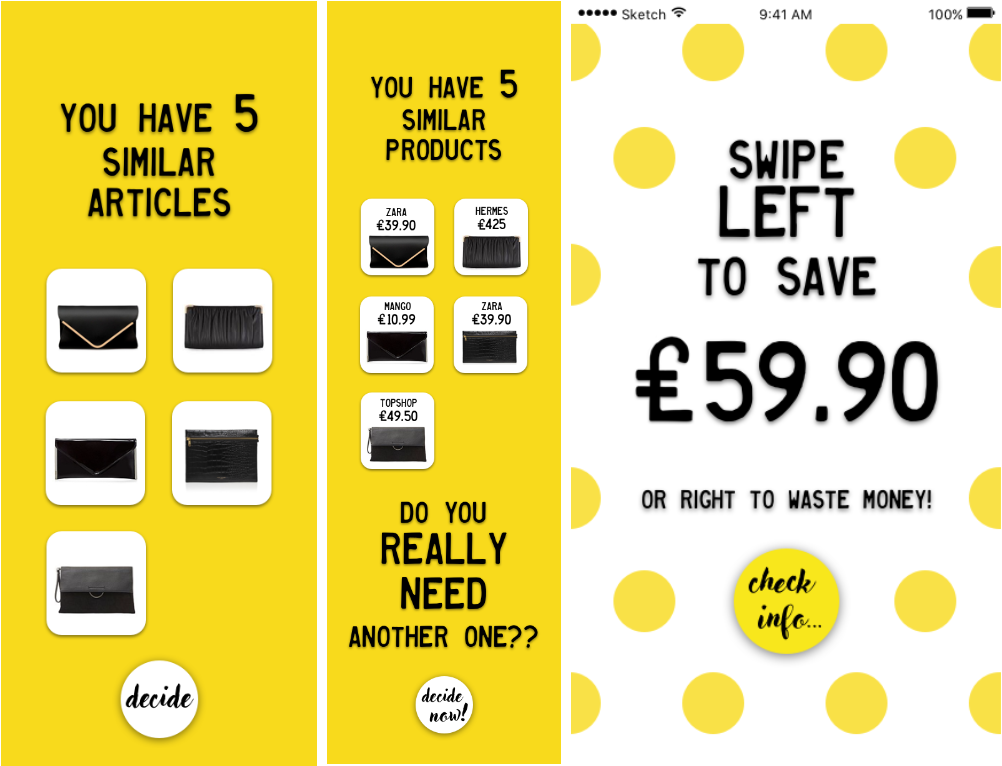 YOU HAVE 5
SIMILAR
ARTICLES
decide
YOU HAVE 5
SIMILAR
PRODUCTS
ZARA
£39.90
HERMES
£425
MANGO
£10.99
ZARA
£39.90
TOPSHOP
£49.50
DO YOU
REALLY
NEED
ANOTHER ONE??
decide
now!
Sketch 9:41 AM 100%
SWIPE
LEFT
TO SAVE
£59.90
OR RIGHT TO WASTE MONEY!
check
info...